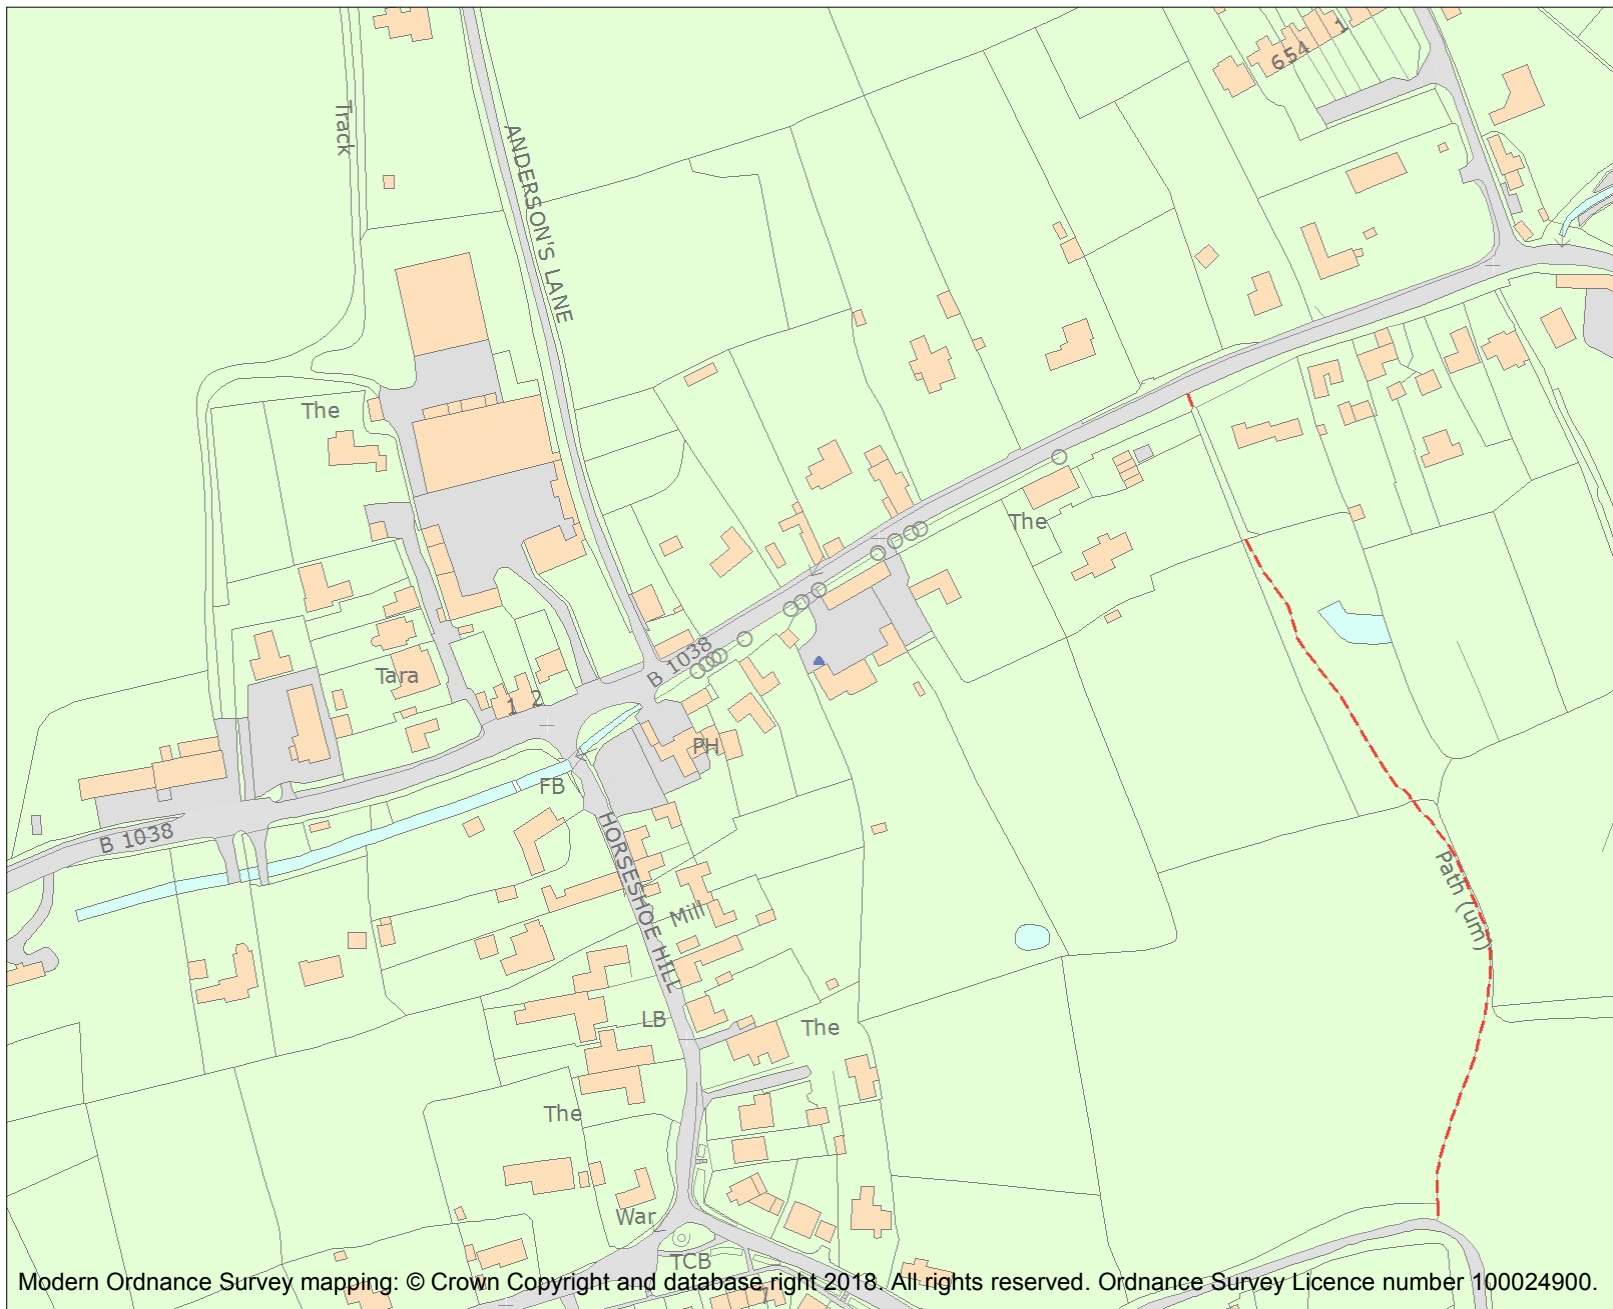 1
654
Track
ANDERSON'S LANE
The
The
Tara
1 2
B 1038
PH
FB
B 1038
HORSESHOE HILL
Path (um)
Mill
LB
The
The
War
TCB
Modern Ordnance Survey mapping: © Crown Copyright and database right 2018. All rights reserved. Ordnance Survey Licence number 100024900.